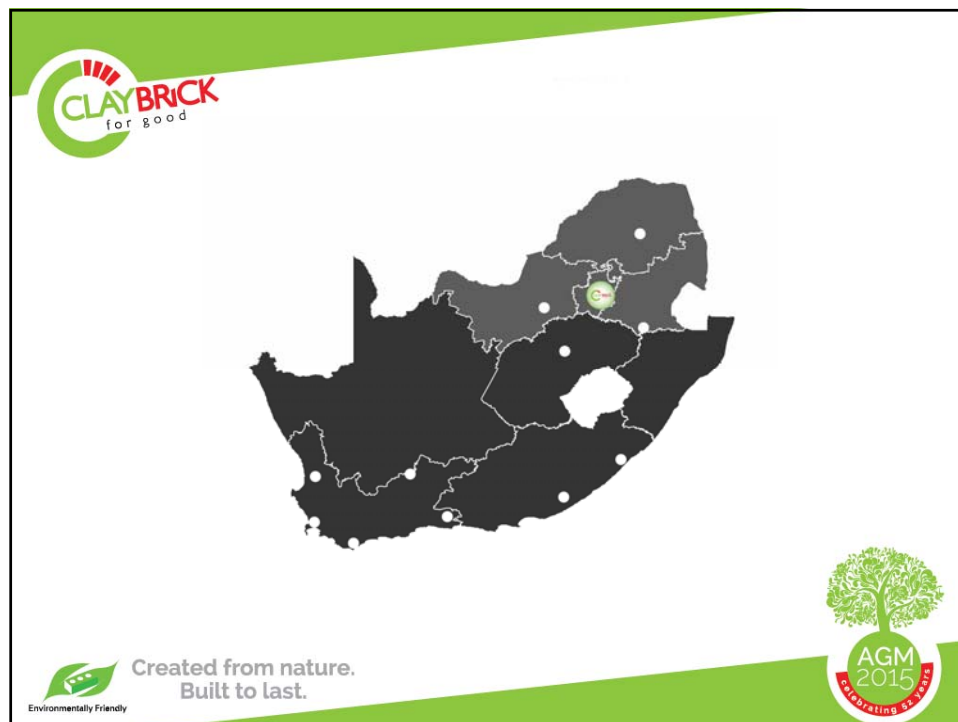 CLAYBRiCK
for good
Created from nature.
Built to last.
Environmentally Friendly
AGM
2015
celebrating 52 years